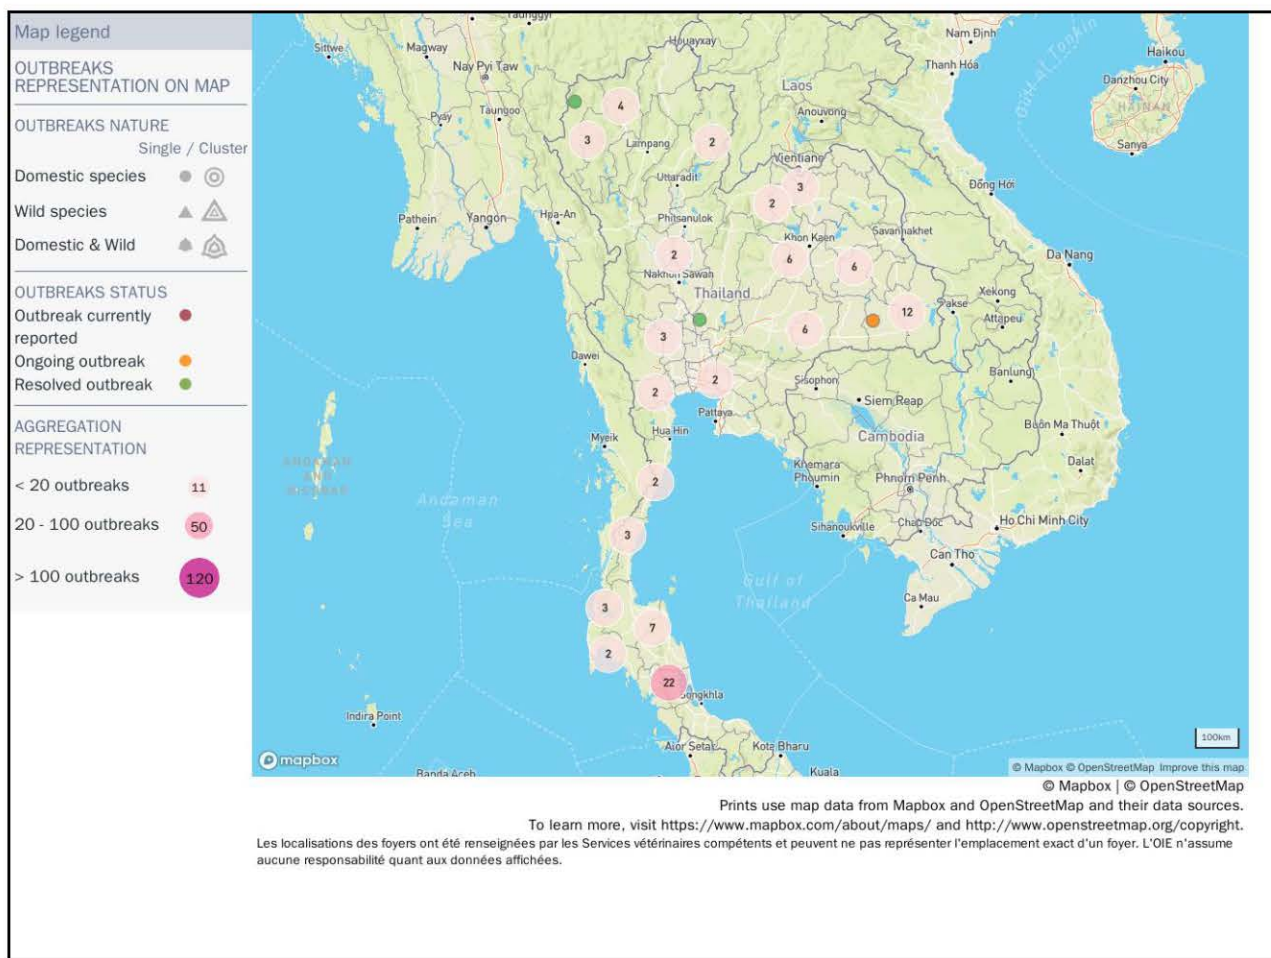 Map legend
OUTBREAKS
REPRESENTATION ON MAP
OUTBREAKS NATURE
Single / Cluster
Domestic species
Wild species
Domestic & Wild
OUTBREAKS STATUS
Outbreak currently
reported
Ongoing outbreak
Resolved outbreak
AGGREGATION
REPRESENTATION
< 20 outbreaks 11
20 - 100 outbreaks 50
> 100 outbreaks 120
Taunggyi
Houayxay
Nam Định
Sittwe
Magway
Nay Pyi Taw
Thanh Hóa
Gulf of Tonkin
Haikou
Laos
Danzhou City
HAINAN
4
Pyay
Taungoo
Anouvong
3
Lampang
2
Sanya
Vientiane
Uttaradit
3
Đồng Hới
2
Pathein
Yangon
Hpa-An
Phitsanulok
Khon Kaen
Savannakhet
2
6
6
Da Nang
Nakhon Sawan
Thailand
Xekong
Pakse
12
Attapeu
3
6
Dawei
Banlung
2
2
Sisophon
Siem Reap
Pattaya
Hua Hin
Myeik
Cambodia
Buôn Ma Thuột
ANDAMAN
AND
NICOBAR
Khemara
Phoumin
Dalat
2
Phnom Penh
Andaman
Sea
Sihanoukville
Chau Doc
Ho Chi Minh City
3
Can Tho
Gulf of
Thailand
Ca Mau
3
7
2
22
Songkhla
Indira Point
Alor Setar
Kota Bharu
100km
mapbox
Banda Aceh
Kuala
© Mapbox © OpenStreetMap Improve this map
© Mapbox | © OpenStreetMap
Prints use map data from Mapbox and OpenStreetMap and their data sources.
To learn more, visit https://www.mapbox.com/about/maps/ and http://www.openstreetmap.org/copyright.
Les localisations des foyers ont été renseignées par les Services vétérinaires compétents et peuvent ne pas représenter l'emplacement exact d'un foyer. L'OIE n'assume
aucune responsabilité quant aux données affichées.